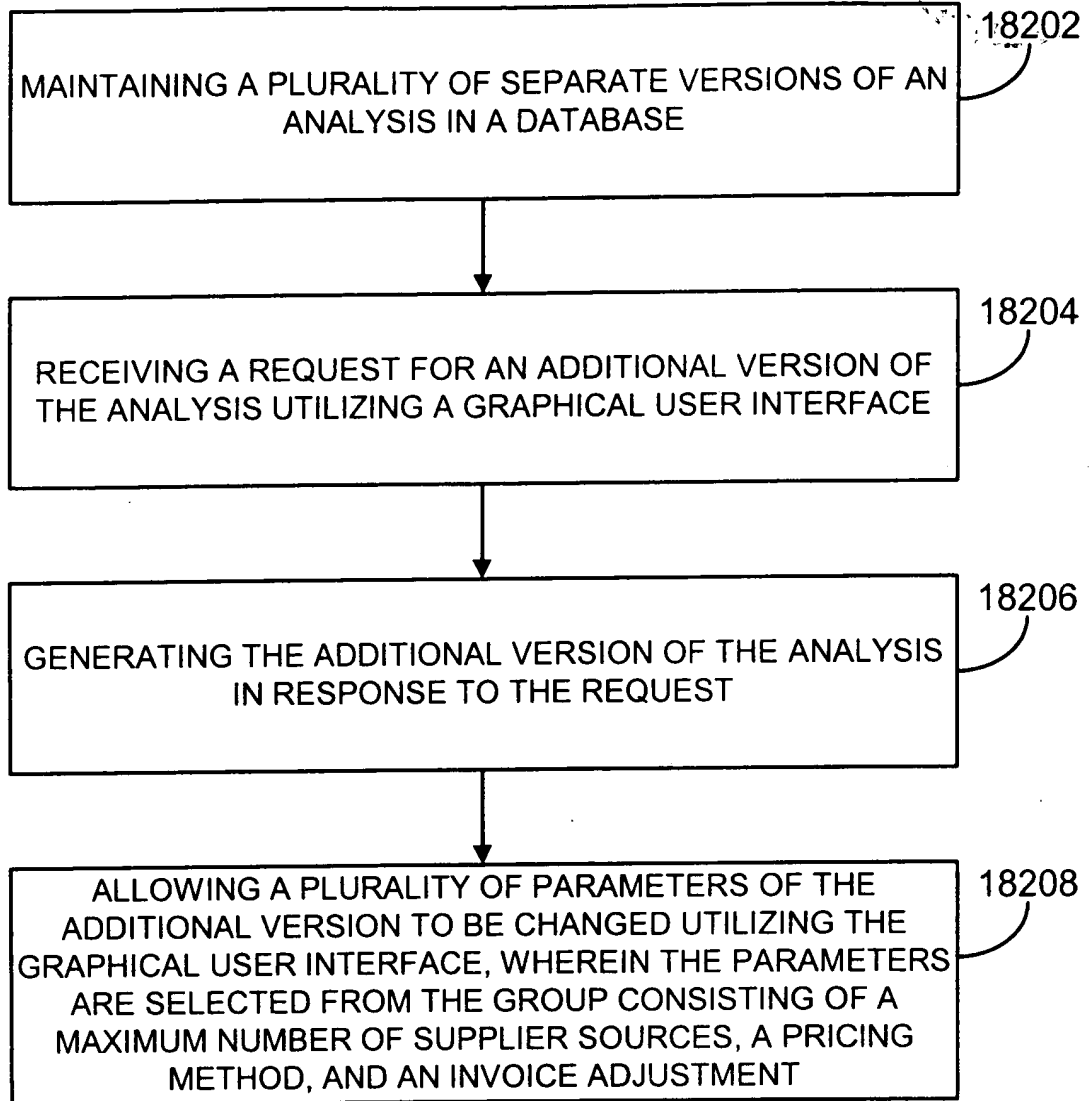 18202
MAINTAINING A PLURALITY OF SEPARATE VERSIONS OF AN
ANALYSIS IN A DATABASE
18204
RECEIVING A REQUEST FOR AN ADDITIONAL VERSION OF
THE ANALYSIS UTILIZING A GRAPHICAL USER INTERFACE
18206
GENERATING THE ADDITIONAL VERSION OF THE ANALYSIS
IN RESPONSE TO THE REQUEST
18208
ALLOWING A PLURALITY OF PARAMETERS OF THE
ADDITIONAL VERSION TO BE CHANGED UTILIZING THE
GRAPHICAL USER INTERFACE, WHEREIN THE PARAMETERS
ARE SELECTED FROM THE GROUP CONSISTING OF A
MAXIMUM NUMBER OF SUPPLIER SOURCES, A PRICING
METHOD, AND AN INVOICE ADJUSTMENT